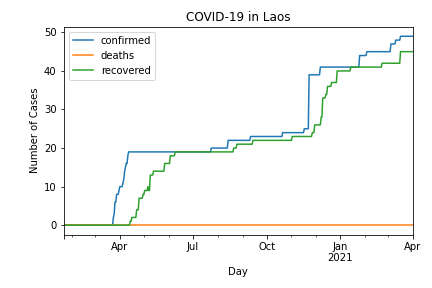 COVID-19 in Laos
confirmed
deaths
recovered
Number of Cases
50
40
30
20
10
0
Apr Jul Oct Jan Apr
2021
Day